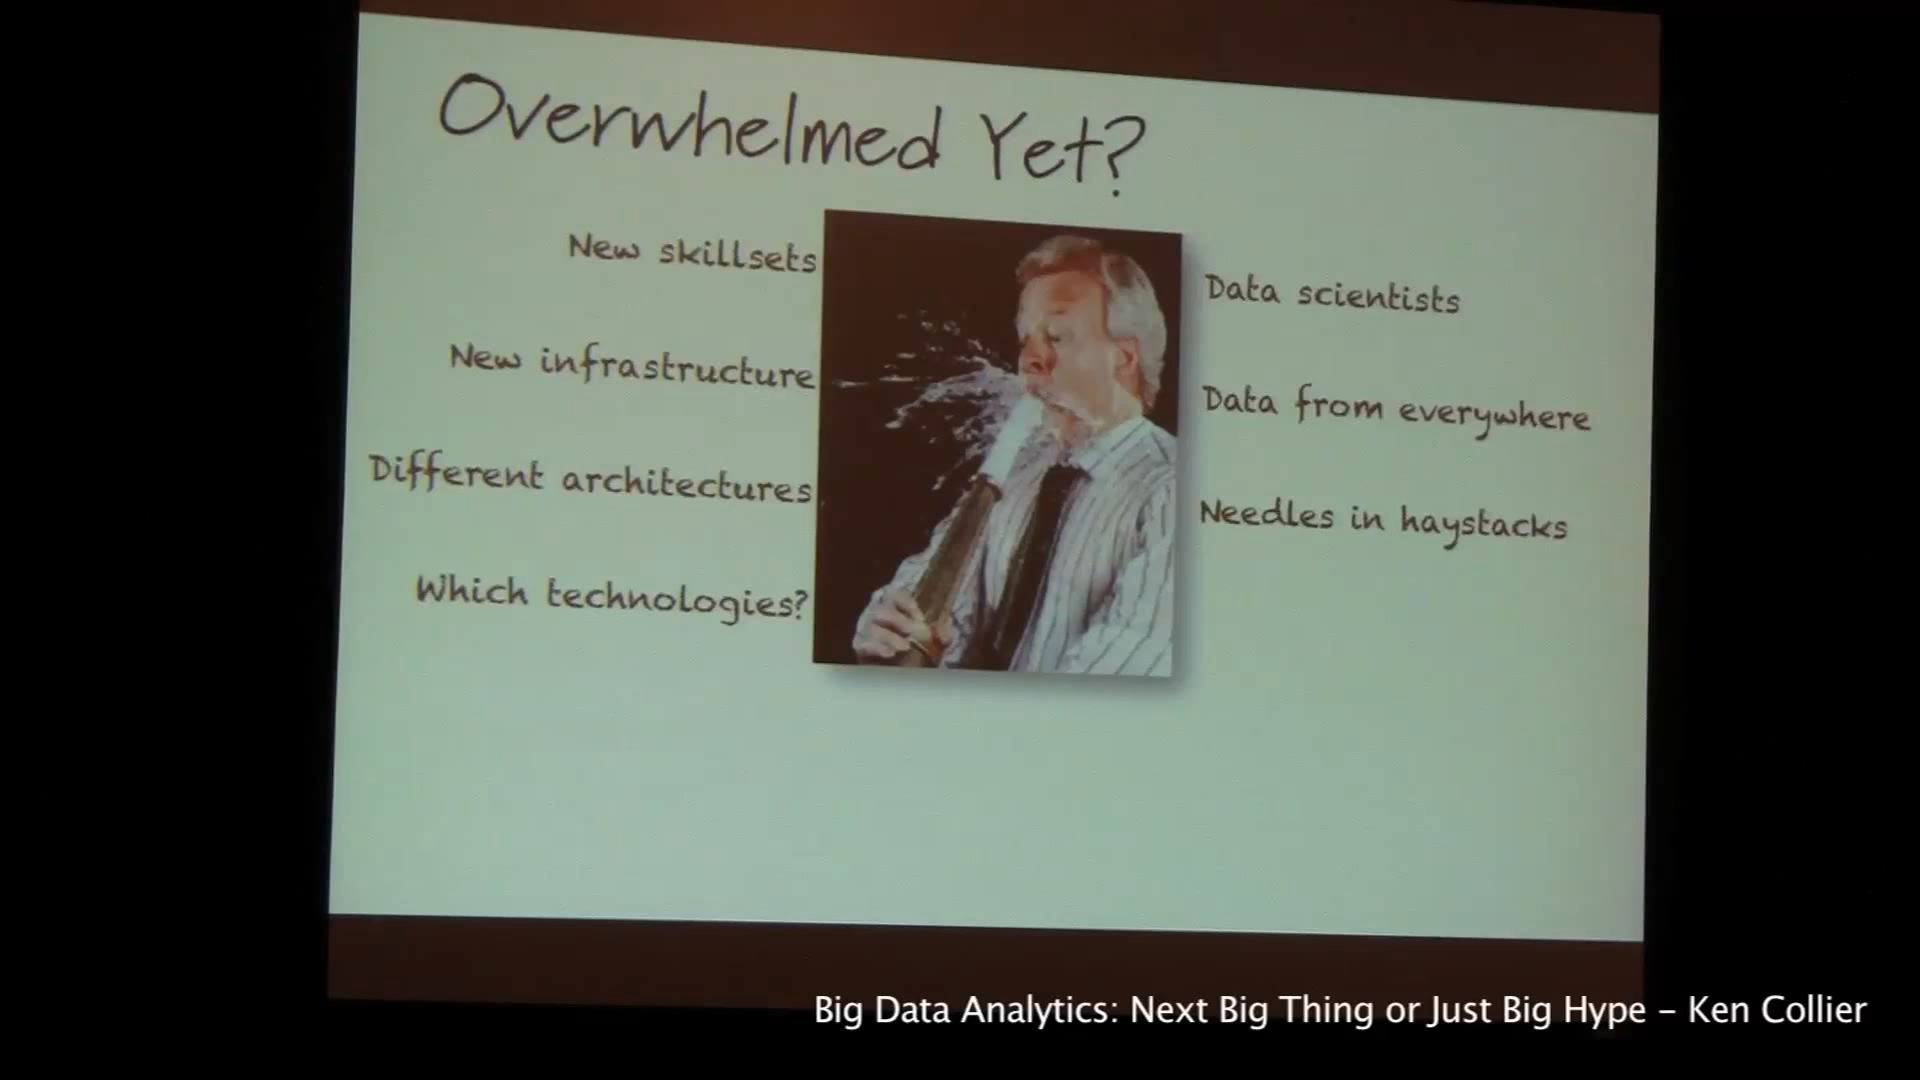 Overwhelmed Yet?
New skillsets
New infrastructure
Different architectures
Which technologies?
Data scientists
Data from everywhere
Needles in haystacks
Big Data Analytics: Next Big Thing or Just Big Hype – Ken Collier